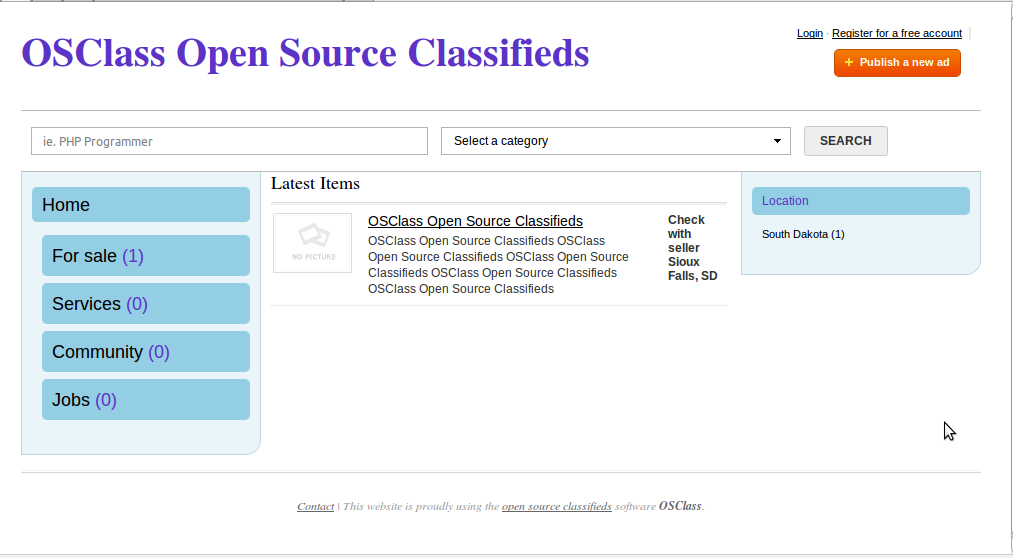 OSClass Open Source Classifieds
Login · Register for a free account
+ Publish a new ad
ie. PHP Programmer
Select a category
SEARCH
Home
For sale (1)
Services (0)
Community (0)
Jobs (0)
Latest Items
NO PICTURE
OSClass Open Source Classifieds
OSClass Open Source Classifieds OSClass
Open Source Classifieds OSClass Open Source
Classifieds OSClass Open Source Classifieds
OSClass Open Source Classifieds
Check
with
seller
Sioux
Falls, SD
Location
South Dakota (1)
Contact | This website is proudly using the open source classifieds software OSClass.